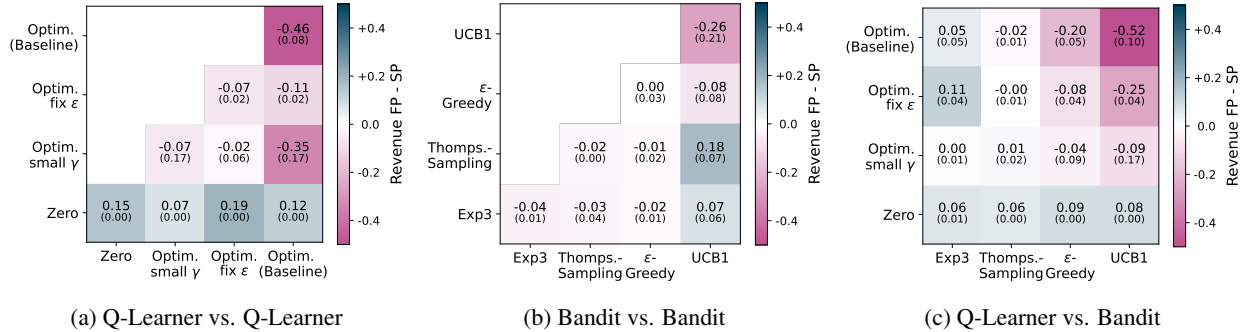 Optim.
(Baseline)
-0.46
(0.08)
Optim.
fix ε
-0.07
(0.02)
-0.11
(0.02)
Optim.
small γ
-0.07
(0.17)
-0.02
(0.06)
-0.35
(0.17)
Zero
0.15
(0.00)
0.07
(0.00)
0.19
(0.00)
0.12
(0.00)
Zero
Optim.
small γ
Optim.
fix ε
Optim.
(Baseline)
+0.4
+0.2
0.0
-0.2
-0.4
Revenue FP - SP
(a) Q-Learner vs. Q-Learner
UCB1
-0.26
(0.21)
ε-
Greedy
0.00
(0.03)
-0.08
(0.08)
Thomps.-
Sampling
-0.02
(0.00)
-0.01
(0.02)
0.18
(0.07)
Exp3
-0.04
(0.01)
-0.03
(0.04)
-0.02
(0.01)
0.07
(0.06)
Exp3
Thomps.-
Sampling
ε-
Greedy
UCB1
+0.4
+0.2
0.0
-0.2
-0.4
Revenue FP - SP
(b) Bandit vs. Bandit
Optim.
(Baseline)
0.05
(0.05)
-0.02
(0.01)
-0.20
(0.05)
-0.52
(0.10)
Optim.
fix ε
0.11
(0.04)
-0.00
(0.01)
-0.08
(0.04)
-0.25
(0.04)
Optim.
small γ
0.00
(0.01)
0.01
(0.02)
-0.04
(0.09)
-0.09
(0.17)
Zero
0.06
(0.01)
0.06
(0.00)
0.09
(0.00)
0.08
(0.00)
Exp3
Thomps.-
Sampling
ε-
Greedy
UCB1
+0.4
+0.2
0.0
-0.2
-0.4
Revenue FP - SP
(c) Q-Learner vs. Bandit